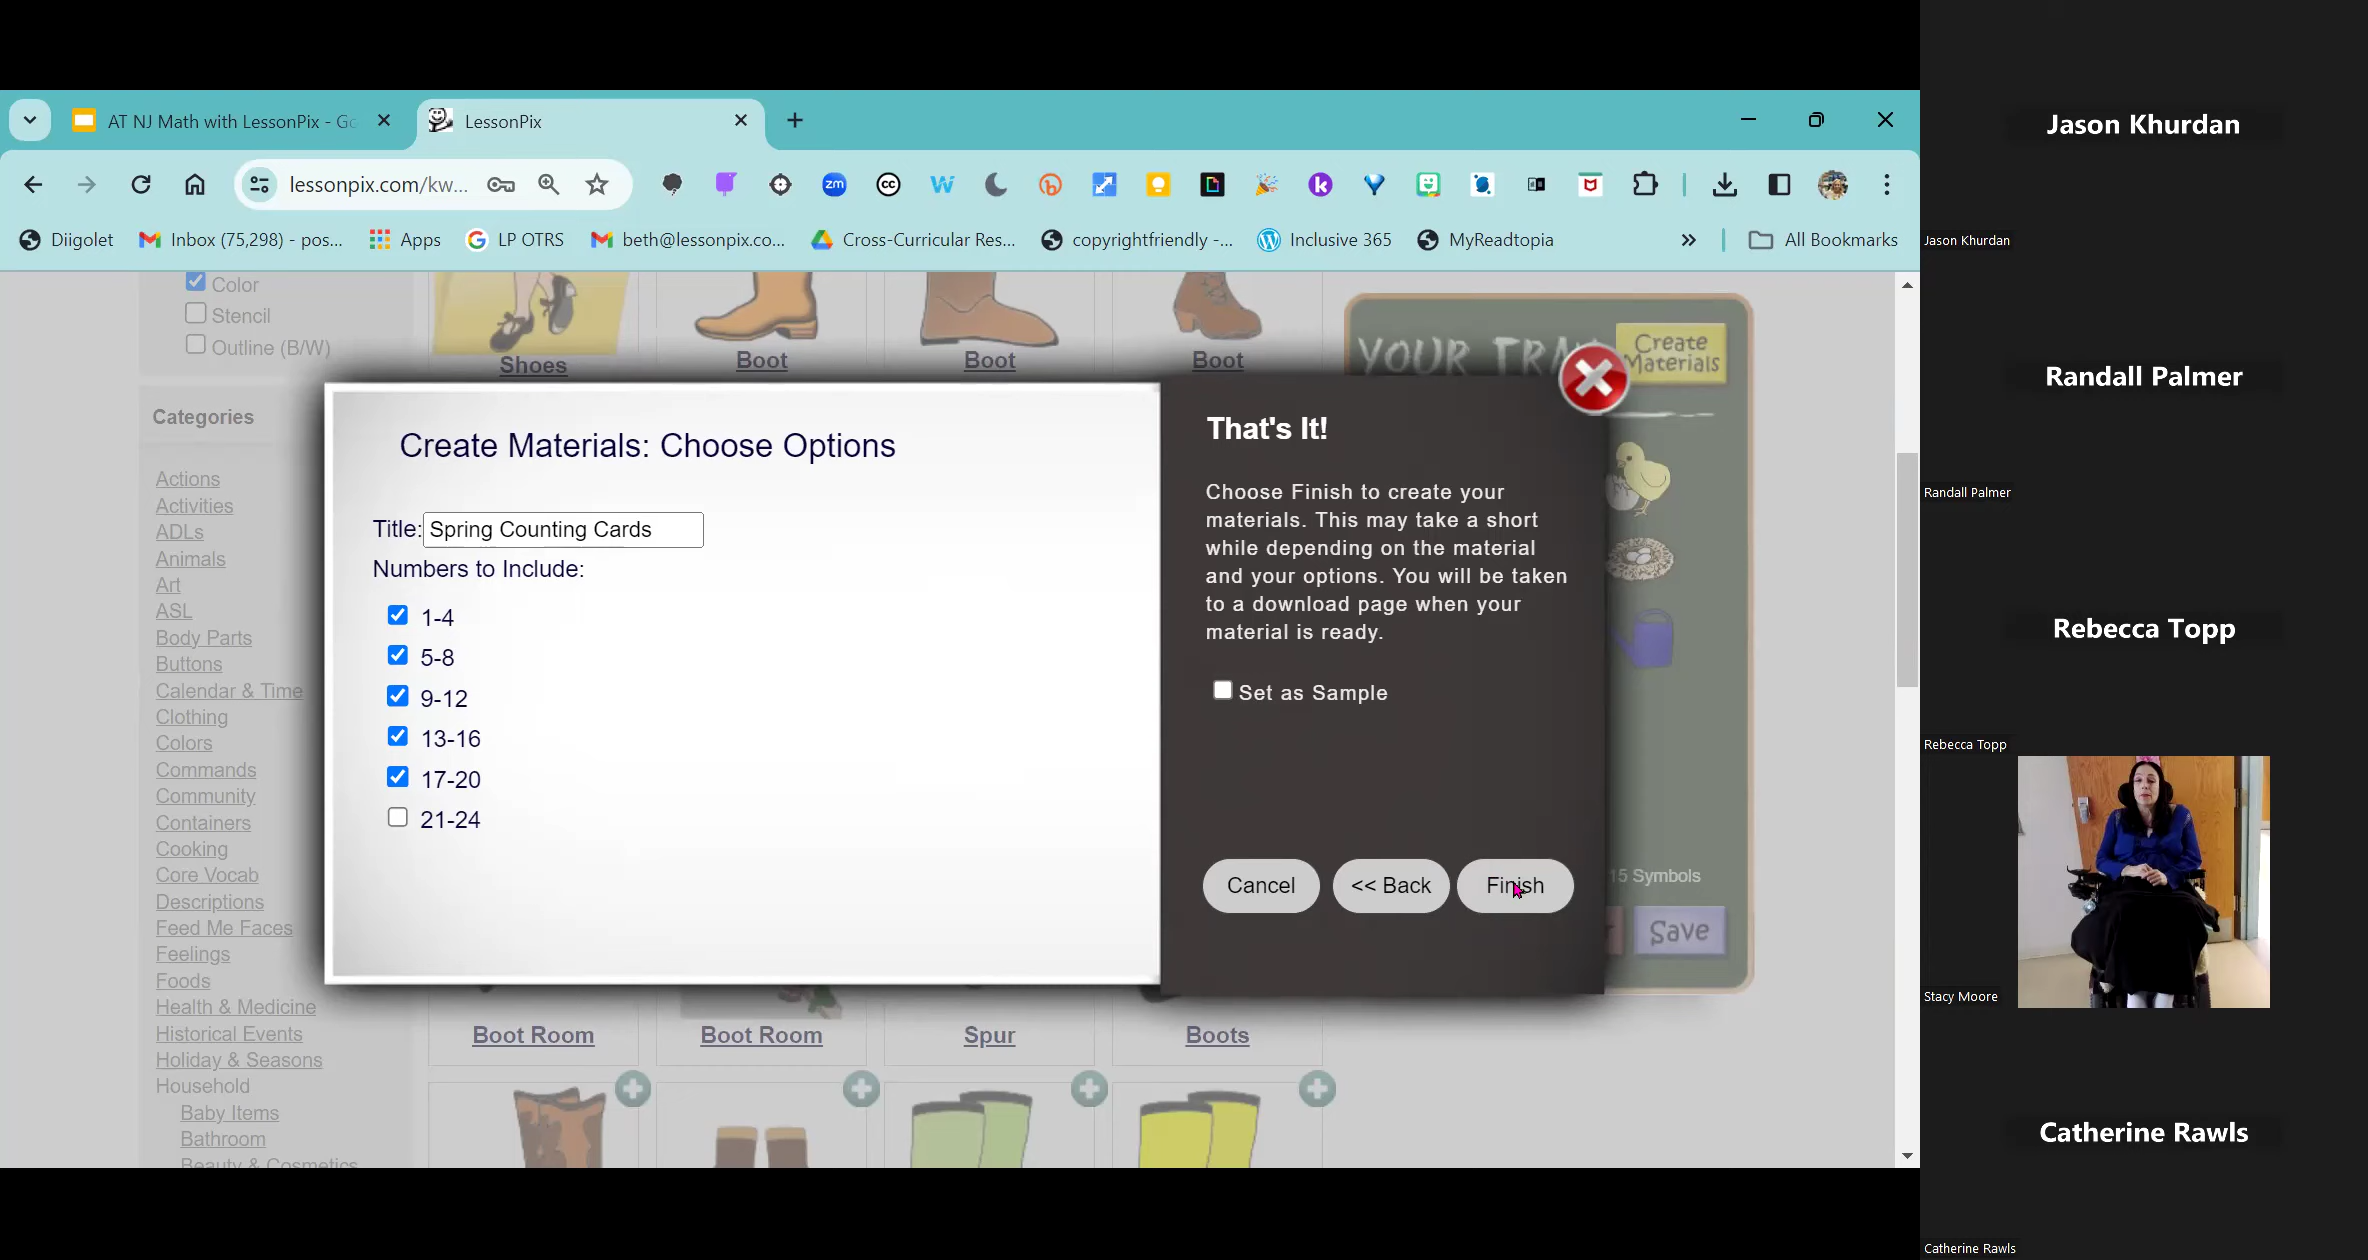 AT NJ Math with LessonPix - Go
LessonPix
lessonpix.com/kw...
zm
CC
W
k
Diigolet
Inbox (75,298) - pos...
Apps
LP OTRS
beth@lessonpix.co...
Cross-Curricular Res...
copyrightfriendly -...
Inclusive 365
MyReadtopia
All Bookmarks
Color
Stencil
Outline (B/W)
Categories
Actions
Activities
ADLs
Animals
Art
ASL
Body Parts
Buttons
Calendar & Time
Clothing
Colors
Commands
Community
Containers
Cooking
Core Vocab
Descriptions
Feed Me Faces
Feelings
Foods
Health & Medicine
Historical Events
Holiday & Seasons
Household
Baby Items
Bathroom
Beauty & Cosmetics
Shoes
Boot
Boot
Boot
Create Materials: Choose Options
Title: Spring Counting Cards
Numbers to Include:
1-4
5-8
9-12
13-16
17-20
21-24
That's It!
Choose Finish to create your
materials. This may take a short
while depending on the material
and your options. You will be taken
to a download page when your
material is ready.
Set as Sample
Cancel
<< Back
Finish
Boot Room
Boot Room
Spur
Boots
YOUR TRA
Create
Materials
15 Symbols
Save
Jason Khurdan
Jason Khurdan
Randall Palmer
Randall Palmer
Rebecca Topp
Rebecca Topp
Stacy Moore
Catherine Rawls
Catherine Rawls